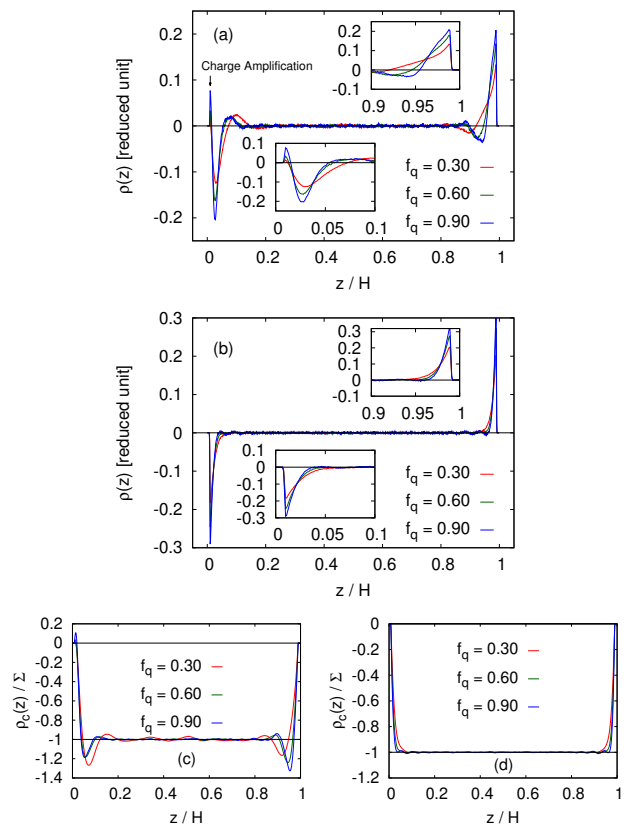 (a)
Charge Amplification
ρ(z) [reduced unit]
0.2
0.1
0
-0.1
-0.2
0.2
0.1
0
-0.1
0.9 0.95 1
0.1
0
-0.1
-0.2
0 0.05 0.1
f_q = 0.30
f_q = 0.60
f_q = 0.90
0 0.2 0.4 0.6 0.8 1
z / H
(b)
ρ(z) [reduced unit]
0.3
0.2
0.1
0
-0.1
-0.2
-0.3
0.3
0.2
0.1
0
-0.1
0.9 0.95 1
0.1
0
-0.1
-0.2
-0.3
0 0.05 0.1
f_q = 0.30
f_q = 0.60
f_q = 0.90
0 0.2 0.4 0.6 0.8 1
z / H
ρ_c(z) / Σ
0.2
0
-0.2
-0.4
-0.6
-0.8
-1
-1.2
-1.4
f_q = 0.30
f_q = 0.60
f_q = 0.90
(c)
0 0.2 0.4 0.6 0.8 1
z / H
ρ_c(z) / Σ
0
-0.2
-0.4
-0.6
-0.8
-1
-1.2
f_q = 0.30
f_q = 0.60
f_q = 0.90
(d)
0 0.2 0.4 0.6 0.8 1
z / H